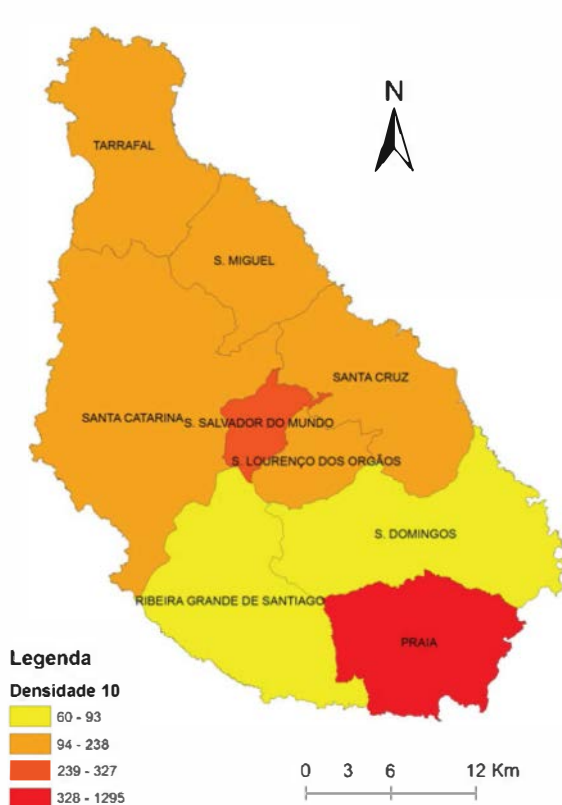 TARRAFAL
N
S. MIGUEL
SANTA CRUZ
SANTA CATARINA
S. SALVADOR DO MUNDO
S. LOURENÇO DOS ORGÃOS
S. DOMINGOS
RIBEIRA GRANDE DE SANTIAGO
PRAIA
Legenda
Densidade 10
60 - 93
94 - 238
239 - 327
328 - 1295
0 3 6 12 Km